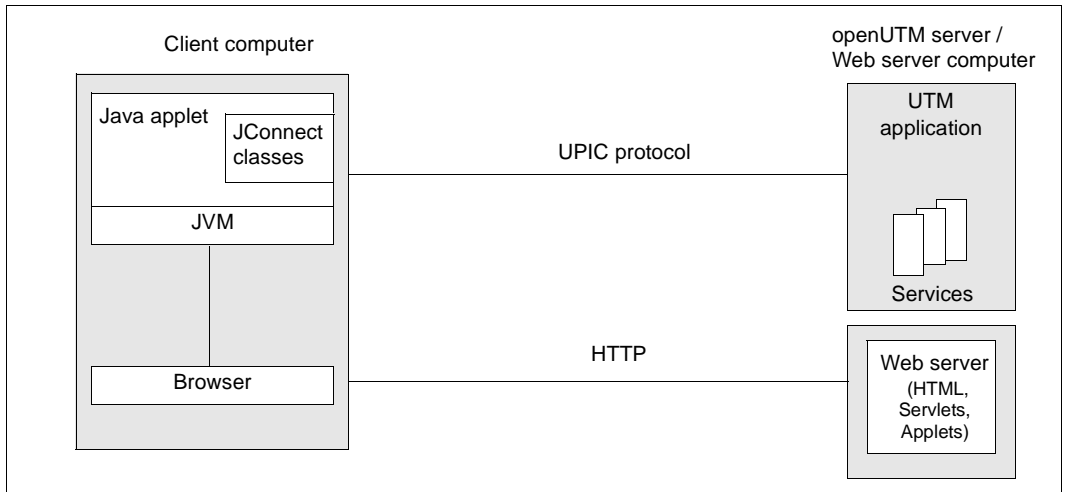 Client computer
openUTM server /
Web server computer
Java applet
JConnect
classes
JVM
Browser
UPIC protocol
HTTP
UTM
application
Services
Web server
(HTML,
Servlets,
Applets)